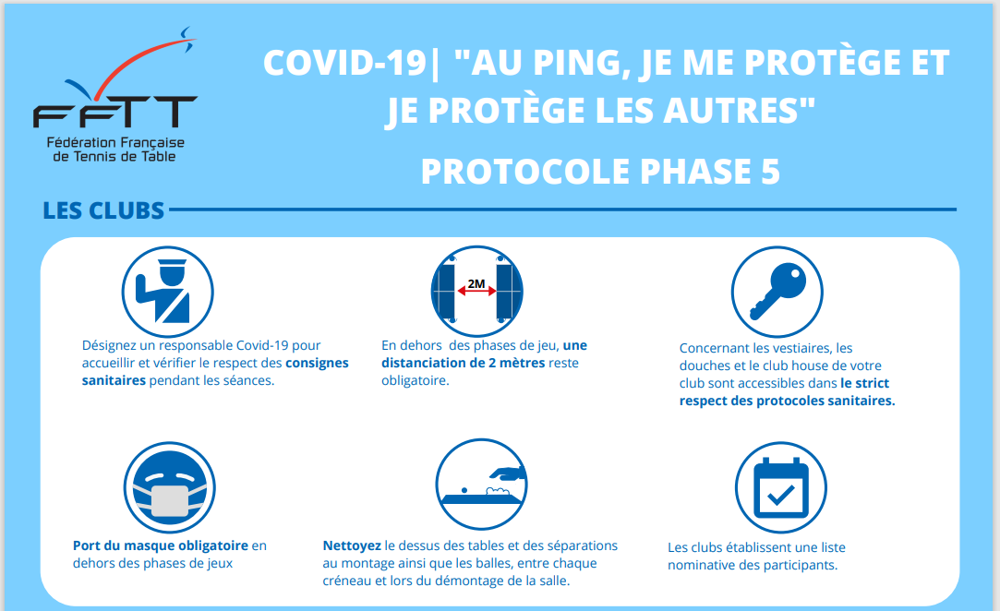 FFTT
Fédération Française
de Tennis de Table
COVID-19| "AU PING, JE ME PROTÈGE ET
JE PROTÈGE LES AUTRES"
PROTOCOLE PHASE 5
LES CLUBS
Désignez un responsable Covid-19 pour
accueillir et vérifier le respect des consignes
sanitaires pendant les séances.
2M
En dehors  des phases de jeu, une
distanciation de 2 mètres reste
obligatoire.
Concernant les vestiaires, les
douches et le club house de votre
club sont accessibles dans le strict
respect des protocoles sanitaires.
Port du masque obligatoire en
dehors des phases de jeux
Nettoyez le dessus des tables et des séparations
au montage ainsi que les balles, entre chaque
créneau et lors du démontage de la salle.
Les clubs établissent une liste
nominative des participants.